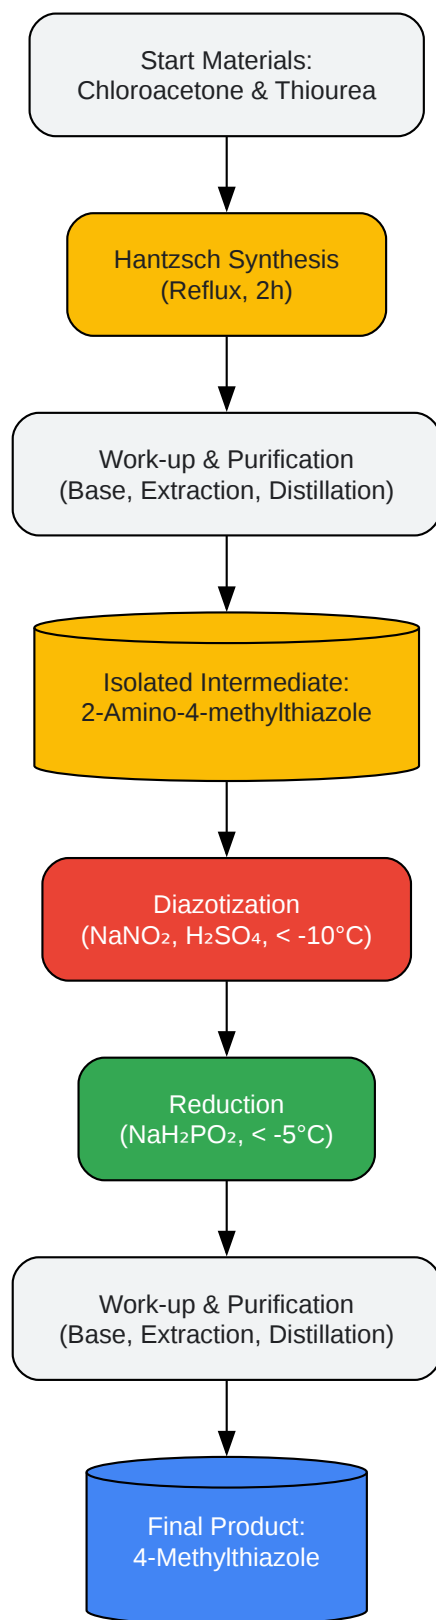 Start Materials:
Chloroacetone & Thiourea
Hantzsch Synthesis
(Reflux, 2h)
Work-up & Purification
(Base, Extraction, Distillation)
Isolated Intermediate:
2-Amino-4-methylthiazole
Diazotization
(NaNO₂, H₂SO₄, < -10°C)
Reduction
(NaH₂PO₂, < -5°C)
Work-up & Purification
(Base, Extraction, Distillation)
Final Product:
4-Methylthiazole